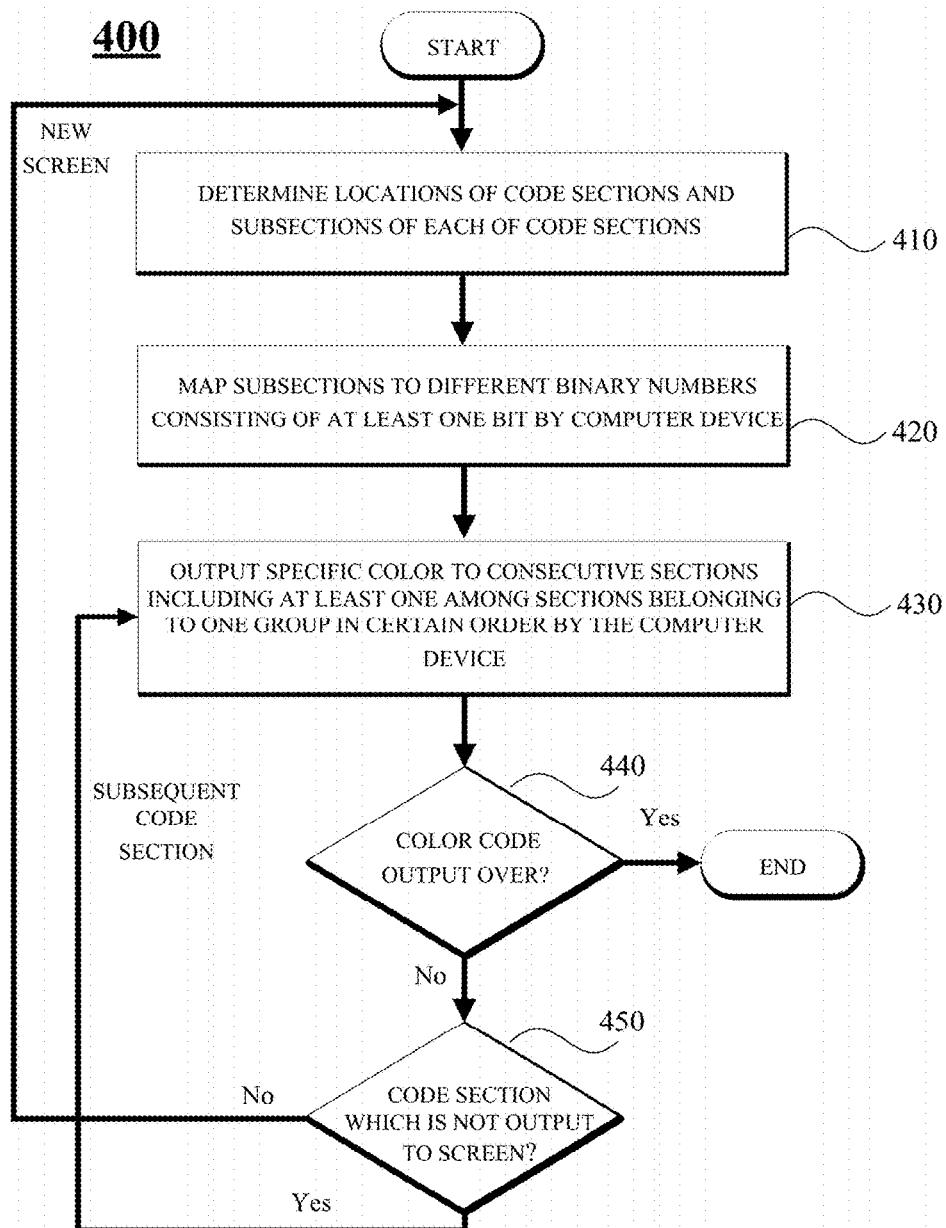 400
START
NEW
SCREEN
DETERMINE LOCATIONS OF CODE SECTIONS AND
SUBSECTIONS OF EACH OF CODE SECTIONS
410
MAP SUBSECTIONS TO DIFFERENT BINARY NUMBERS
CONSISTING OF AT LEAST ONE BIT BY COMPUTER DEVICE
420
OUTPUT SPECIFIC COLOR TO CONSECUTIVE SECTIONS
INCLUDING AT LEAST ONE AMONG SECTIONS BELONGING
TO ONE GROUP IN CERTAIN ORDER BY THE COMPUTER
DEVICE
430
440
SUBSEQUENT
CODE
SECTION
COLOR CODE
OUTPUT OVER?
Yes
END
No
450
CODE SECTION
WHICH IS NOT OUTPUT
TO SCREEN?
No
Yes